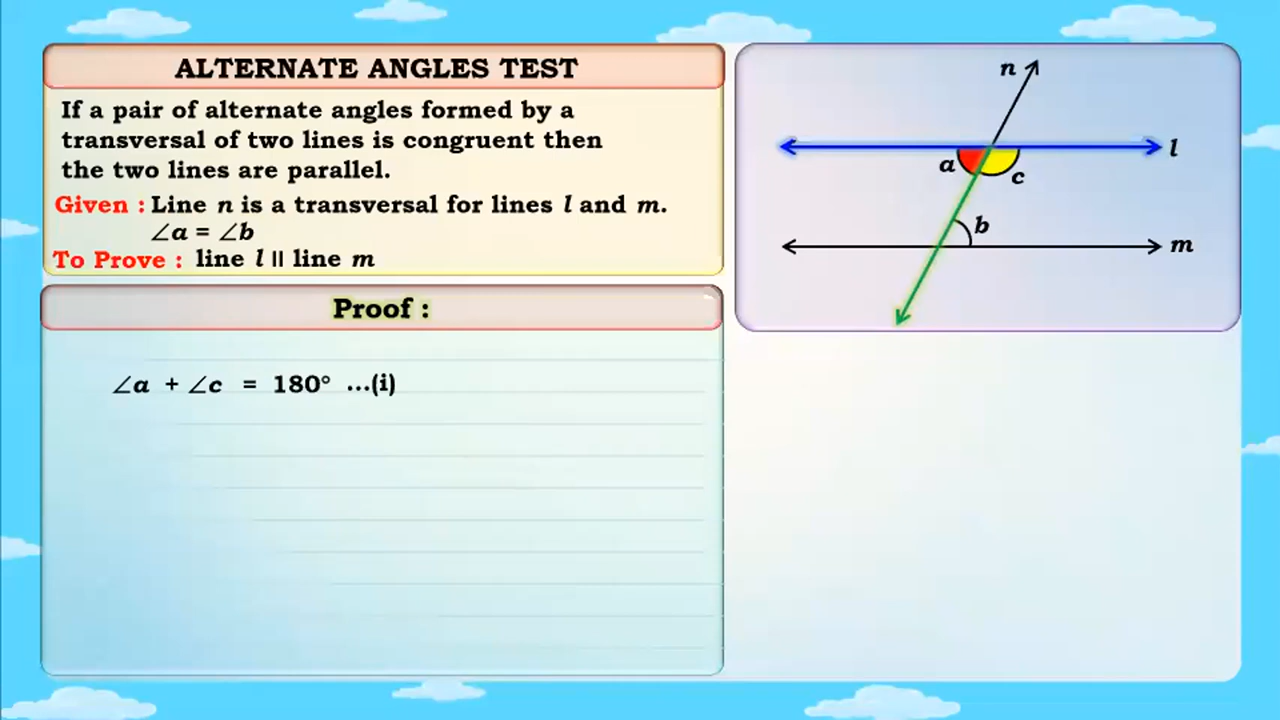 ALTERNATE ANGLES TEST
If a pair of alternate angles formed by a
transversal of two lines is congruent then
the two lines are parallel.
Given : Line n is a transversal for lines l and m.
∠a = ∠b
To Prove : line l || line m
Proof :
∠a + ∠c = 180° ...(i)
n
l
a
c
b
m